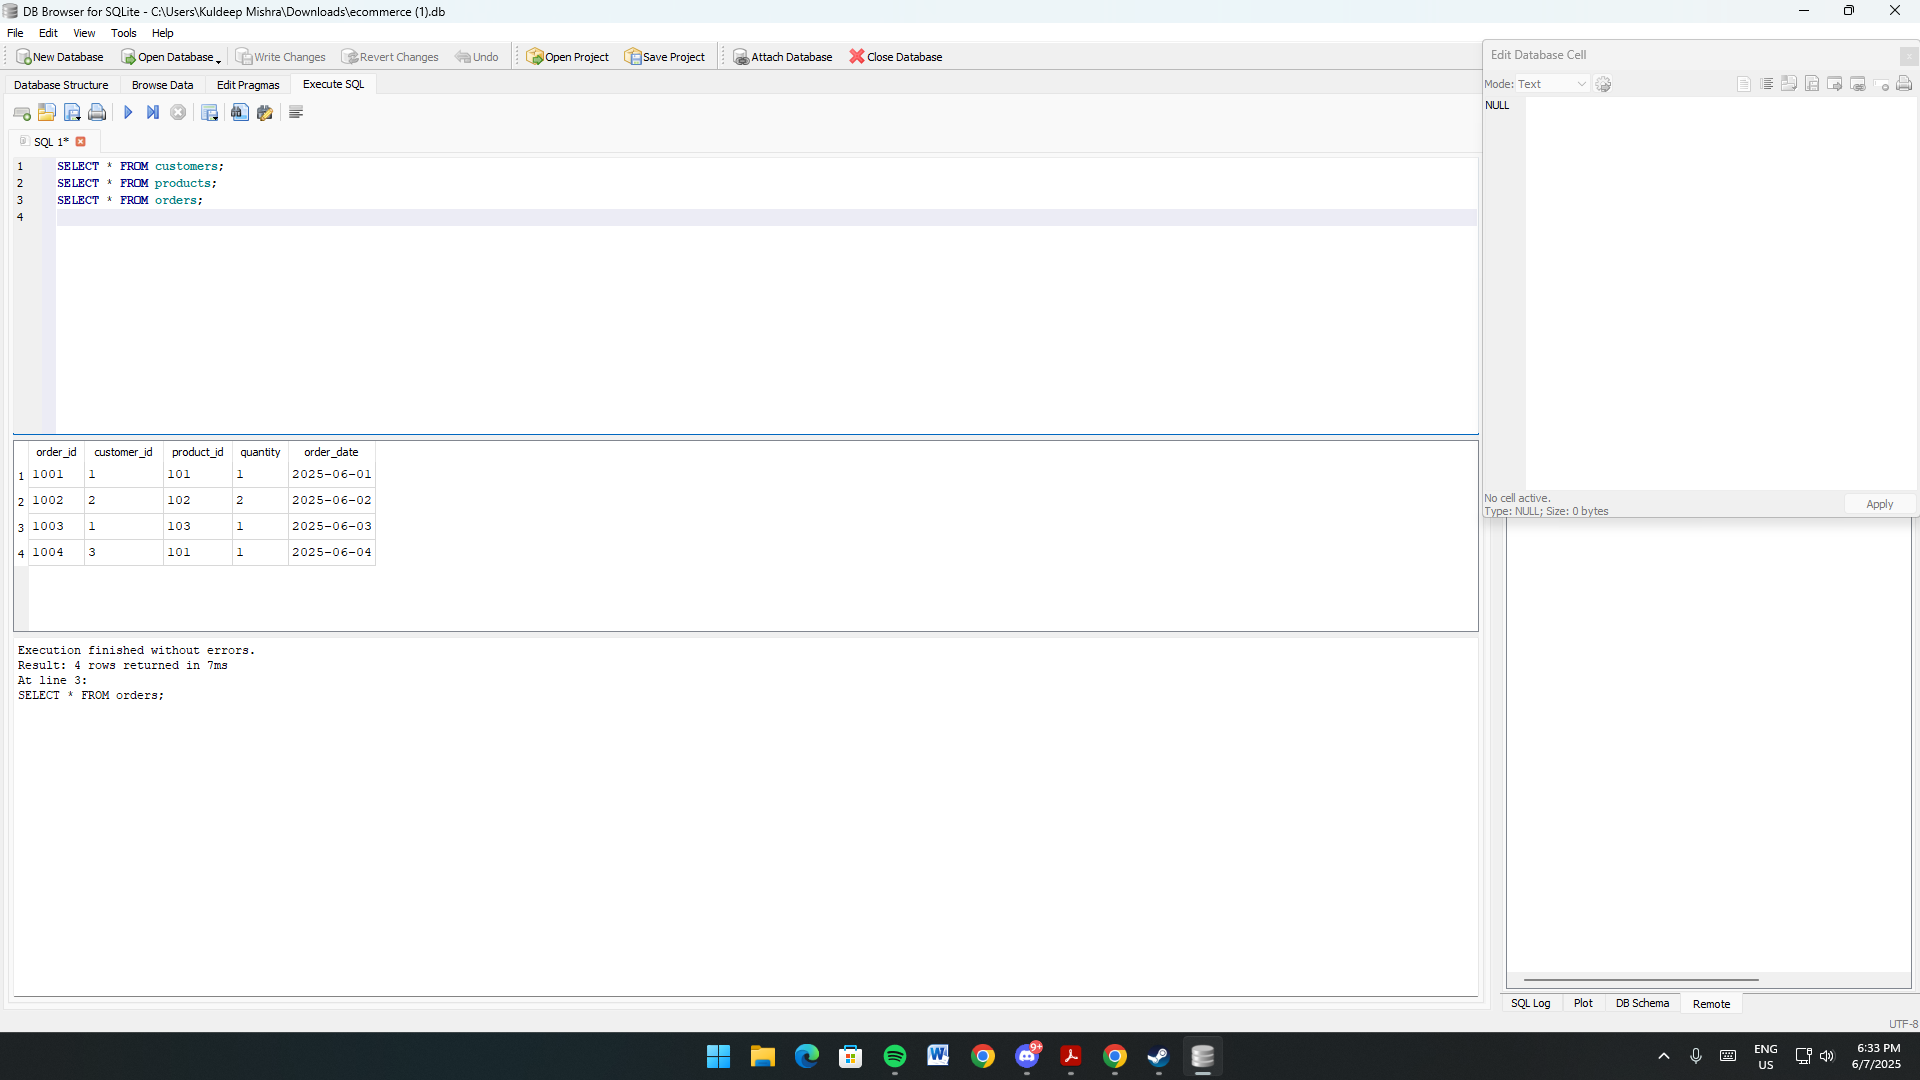 DB Browser for SQLite - C:\Users\Kuldeep Mishra\Downloads\ecommerce (1).db
File Edit View Tools Help
New Database Open Database Write Changes Revert Changes Undo Open Project Save Project Attach Database Close Database
Database Structure Browse Data Edit Pragmas Execute SQL
SQL 1*
1 SELECT * FROM customers;
2 SELECT * FROM products;
3 SELECT * FROM orders;
4
order_id customer_id product_id quantity order_date
1 1001 1 101 1 2025-06-01
2 1002 2 102 2 2025-06-02
3 1003 1 103 1 2025-06-03
4 1004 3 101 1 2025-06-04
Execution finished without errors.
Result: 4 rows returned in 7ms
At line 3:
SELECT * FROM orders;
Edit Database Cell
Mode: Text
NULL
No cell active.
Type: NULL; Size: 0 bytes
Apply
SQL Log Plot DB Schema Remote
UTF-8
9+
ENG
US
6:33 PM
6/7/2025